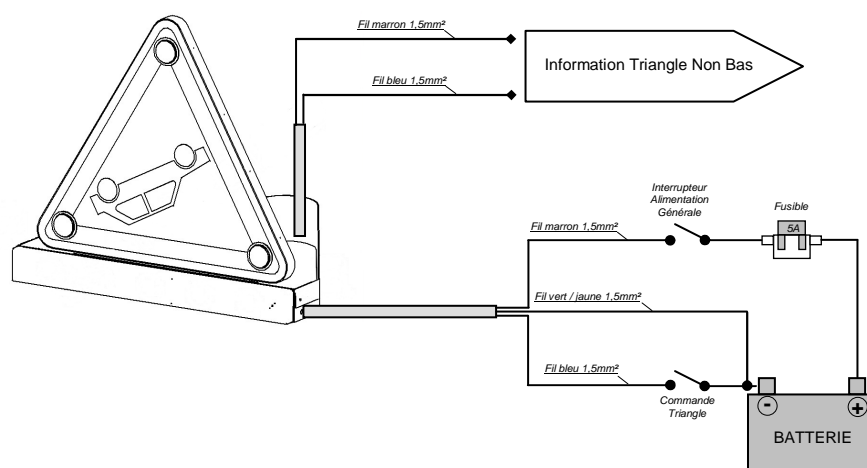 Fil marron 1,5mm²
Information Triangle Non Bas
Fil bleu 1,5mm²
Interrupteur
Alimentation
Générale
Fusible
5A
Fil marron 1,5mm²
Fil vert / jaune 1,5mm²
Fil bleu 1,5mm²
Commande
Triangle
-
+
BATTERIE